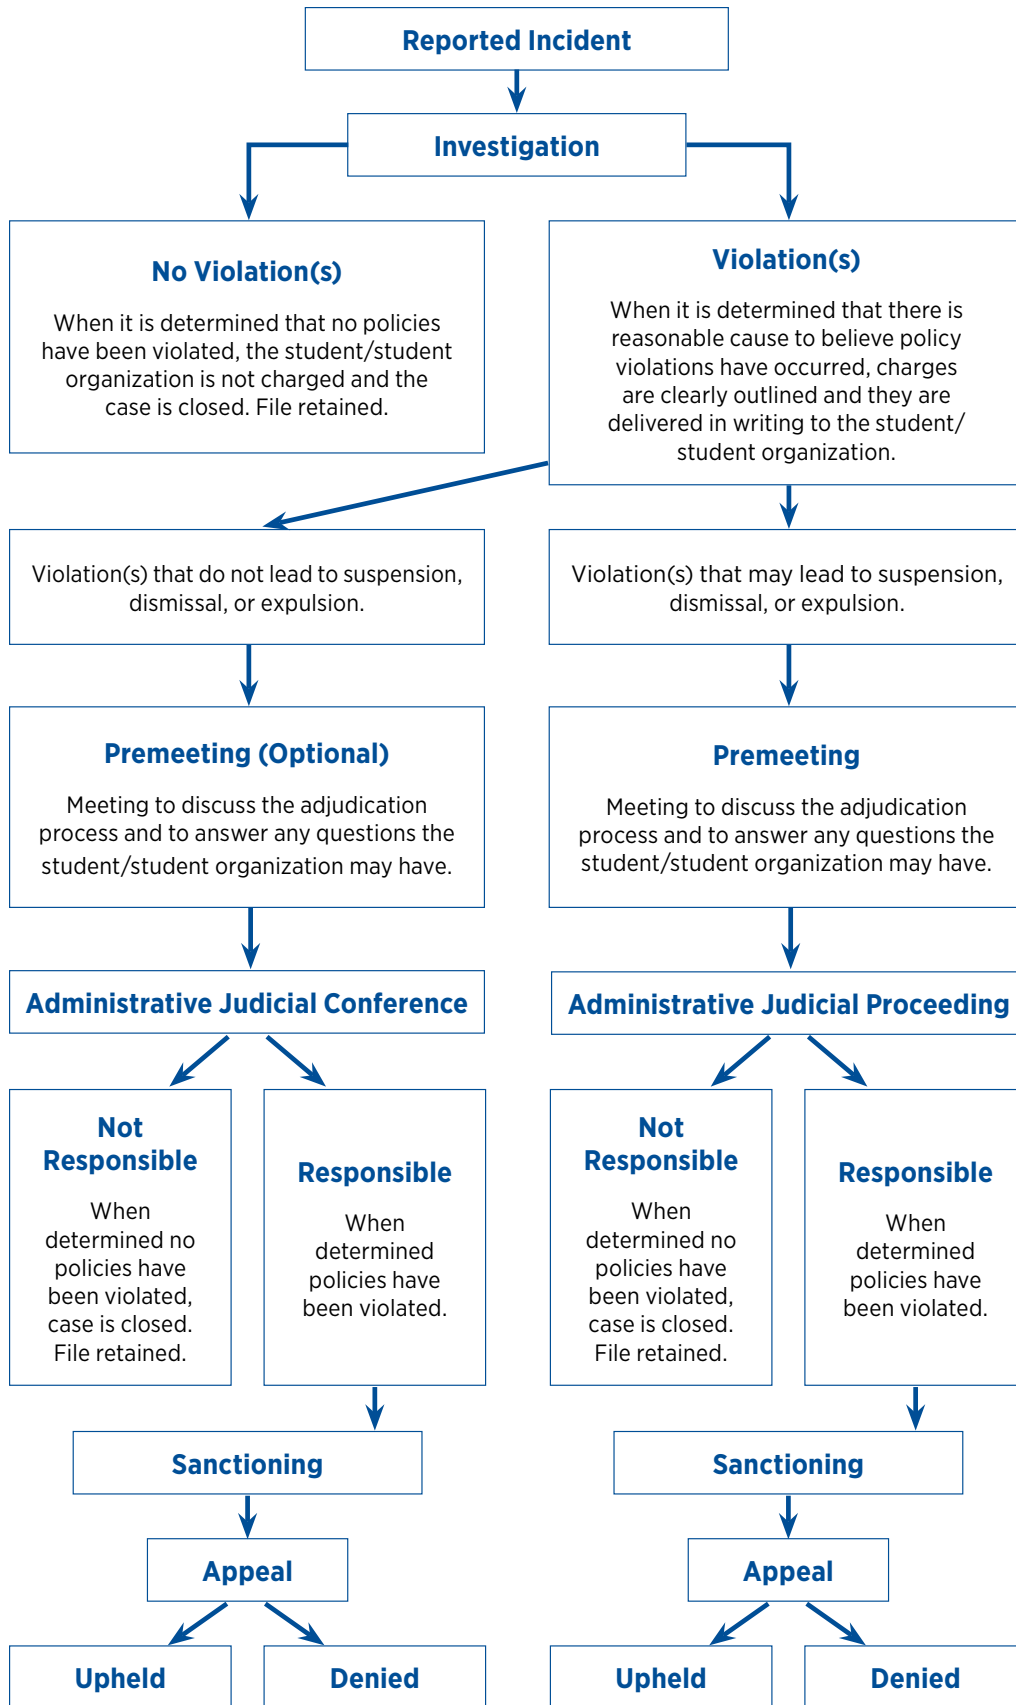 Reported Incident
Investigation
No Violation(s)
When it is determined that no policies
have been violated, the student/student
organization is not charged and the
case is closed. File retained.
Violation(s)
When it is determined that there is
reasonable cause to believe policy
violations have occurred, charges
are clearly outlined and they are
delivered in writing to the student/
student organization.
Violation(s) that do not lead to suspension,
dismissal, or expulsion.
Violation(s) that may lead to suspension,
dismissal, or expulsion.
Premeeting (Optional)
Meeting to discuss the adjudication
process and to answer any questions the
student/student organization may have.
Premeeting
Meeting to discuss the adjudication
process and to answer any questions the
student/student organization may have.
Administrative Judicial Conference
Administrative Judicial Proceeding
Not
Responsible
When
determined no
policies have
been violated,
case is closed.
File retained.
Responsible
When
determined
policies have
been violated.
Not
Responsible
When
determined no
policies have
been violated,
case is closed.
File retained.
Responsible
When
determined
policies have
been violated.
Sanctioning
Sanctioning
Appeal
Appeal
Upheld
Denied
Upheld
Denied